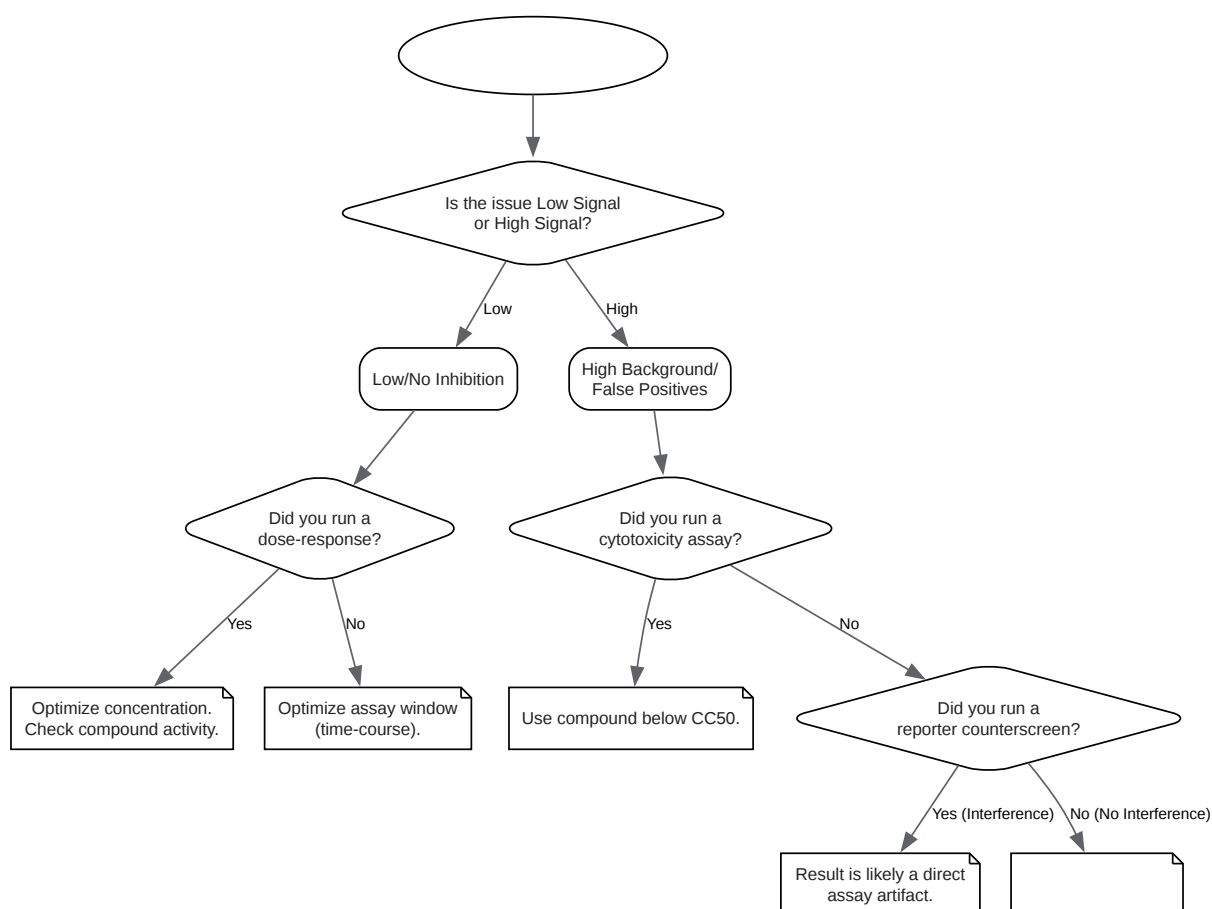 Is the issue Low Signal
or High Signal?
Low
High
Low/No Inhibition
High Background/
False Positives
Did you run a
dose-response?
Did you run a
cytotoxicity assay?
Yes
No
Yes
No
Optimize concentration.
Check compound activity.
Optimize assay window
(time-course).
Use compound below CC50.
Did you run a
reporter counterscreen?
Yes (Interference)
No (No Interference)
Result is likely a direct
assay artifact.